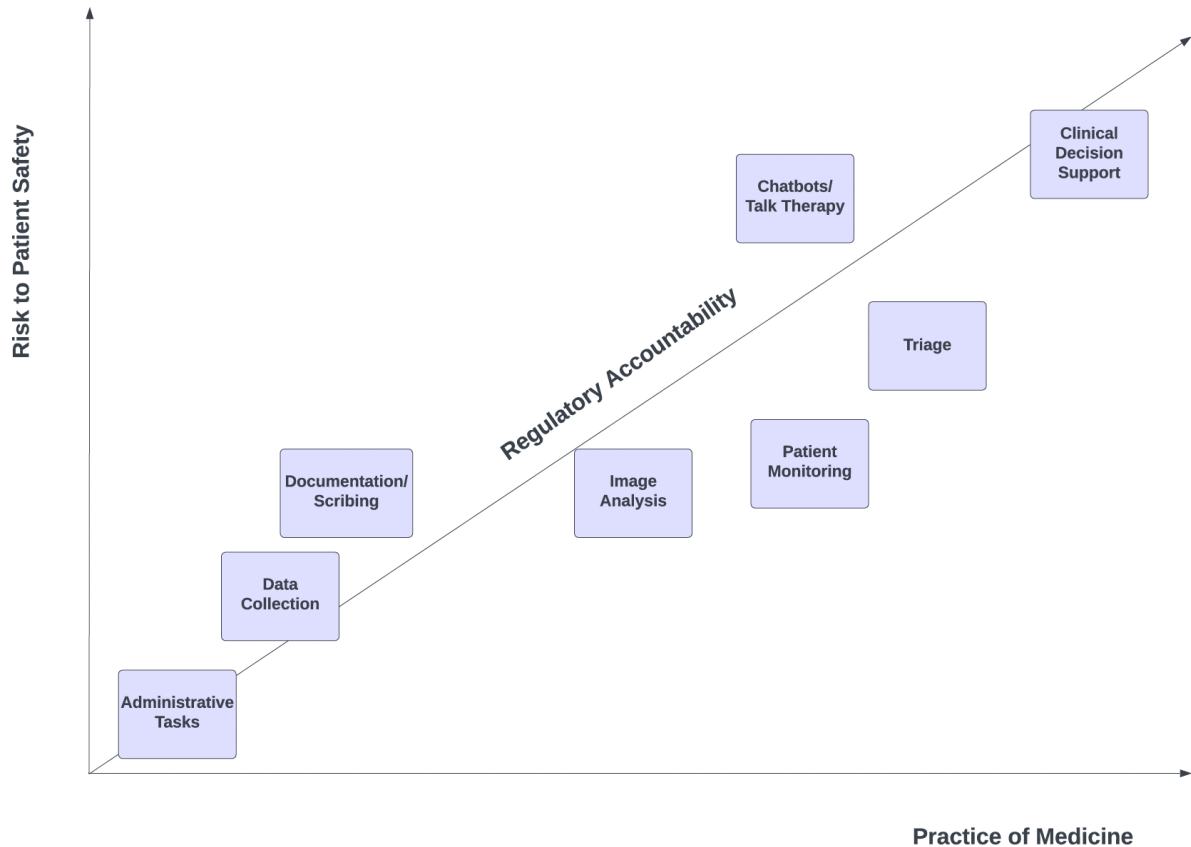 Risk to Patient Safety
Clinical
Decision
Support
Chatbots/
Talk Therapy
Regulatory Accountability
Triage
Patient
Monitoring
Documentation/
Scribing
Image
Analysis
Data
Collection
Administrative
Tasks
Practice of Medicine